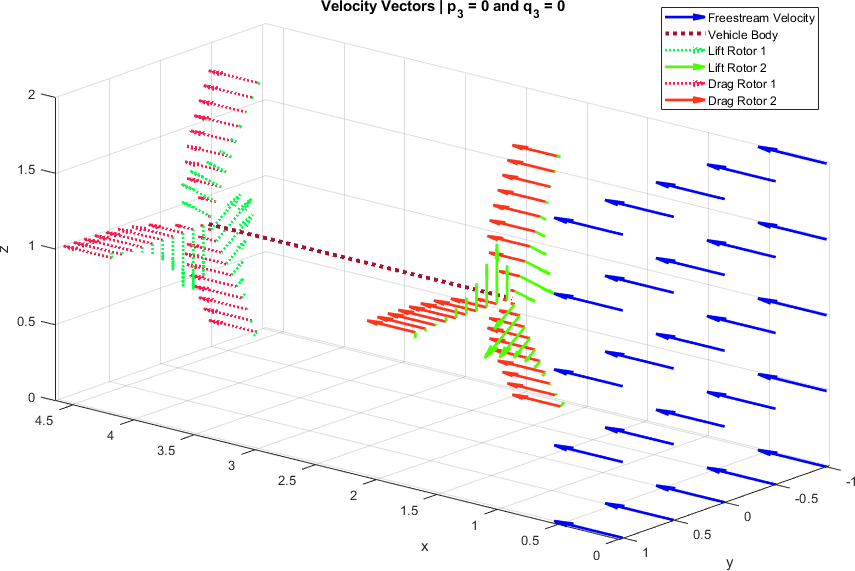 Velocity Vectors | p3 = 0 and q3 = 0
Freestream Velocity
Vehicle Body
Lift Rotor 1
Lift Rotor 2
Drag Rotor 1
Drag Rotor 2
2
1.5
1
0.5
0
z
4.5
4
3.5
3
2.5
2
1.5
1
0.5
0
x
1
0.5
0
-0.5
-1
y